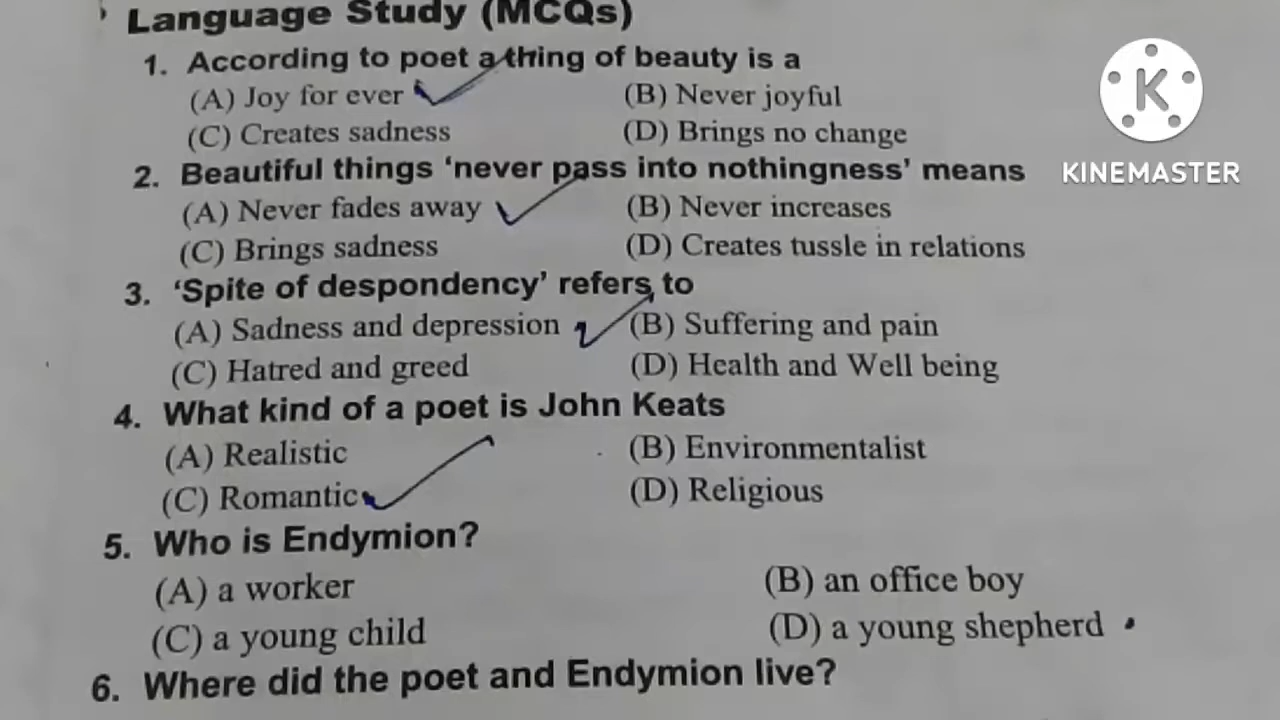 Language Study (MCQs)
1. According to poet a thing of beauty is a
(A) Joy for ever (B) Never joyful
(C) Creates sadness (D) Brings no change
2. Beautiful things ‘never pass into nothingness’ means
(A) Never fades away (B) Never increases
(C) Brings sadness (D) Creates tussle in relations
3. ‘Spite of despondency’ refers to
(A) Sadness and depression (B) Suffering and pain
(C) Hatred and greed (D) Health and Well being
4. What kind of a poet is John Keats
(A) Realistic (B) Environmentalist
(C) Romantic (D) Religious
5. Who is Endymion?
(A) a worker (B) an office boy
(C) a young child (D) a young shepherd
6. Where did the poet and Endymion live?
K
KINEMASTER